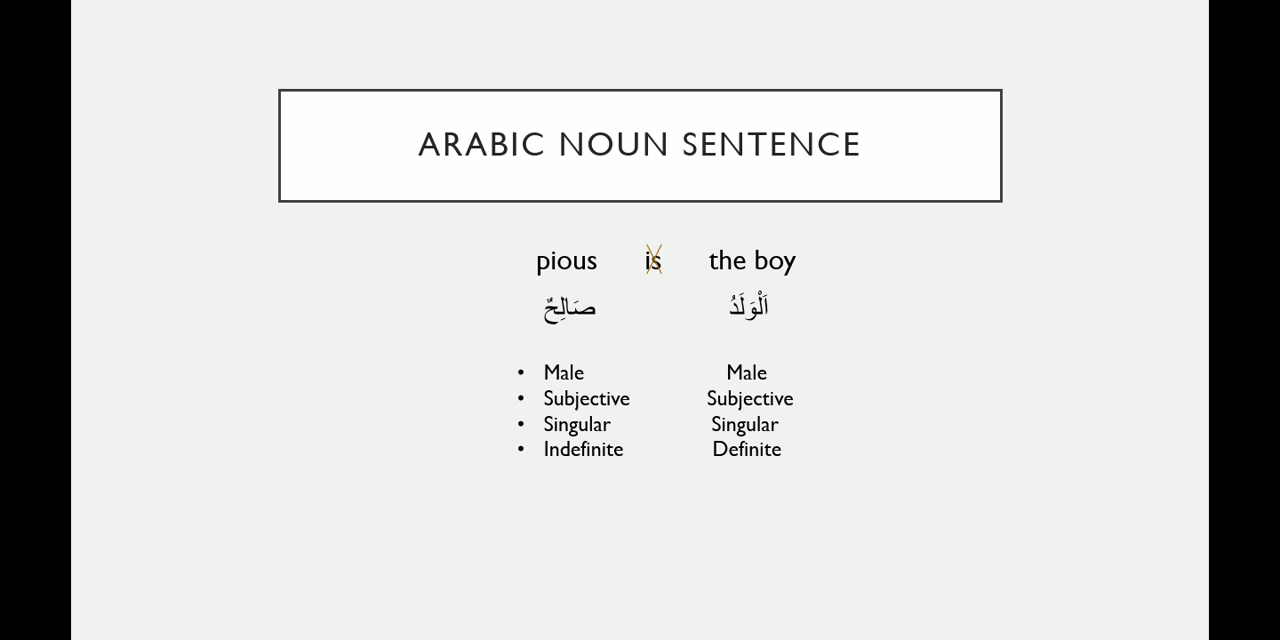 ARABIC NOUN SENTENCE
pious is the boy
صَالِحٌ اَلْوَلَدُ
• Male Male
• Subjective Subjective
• Singular Singular
• Indefinite Definite